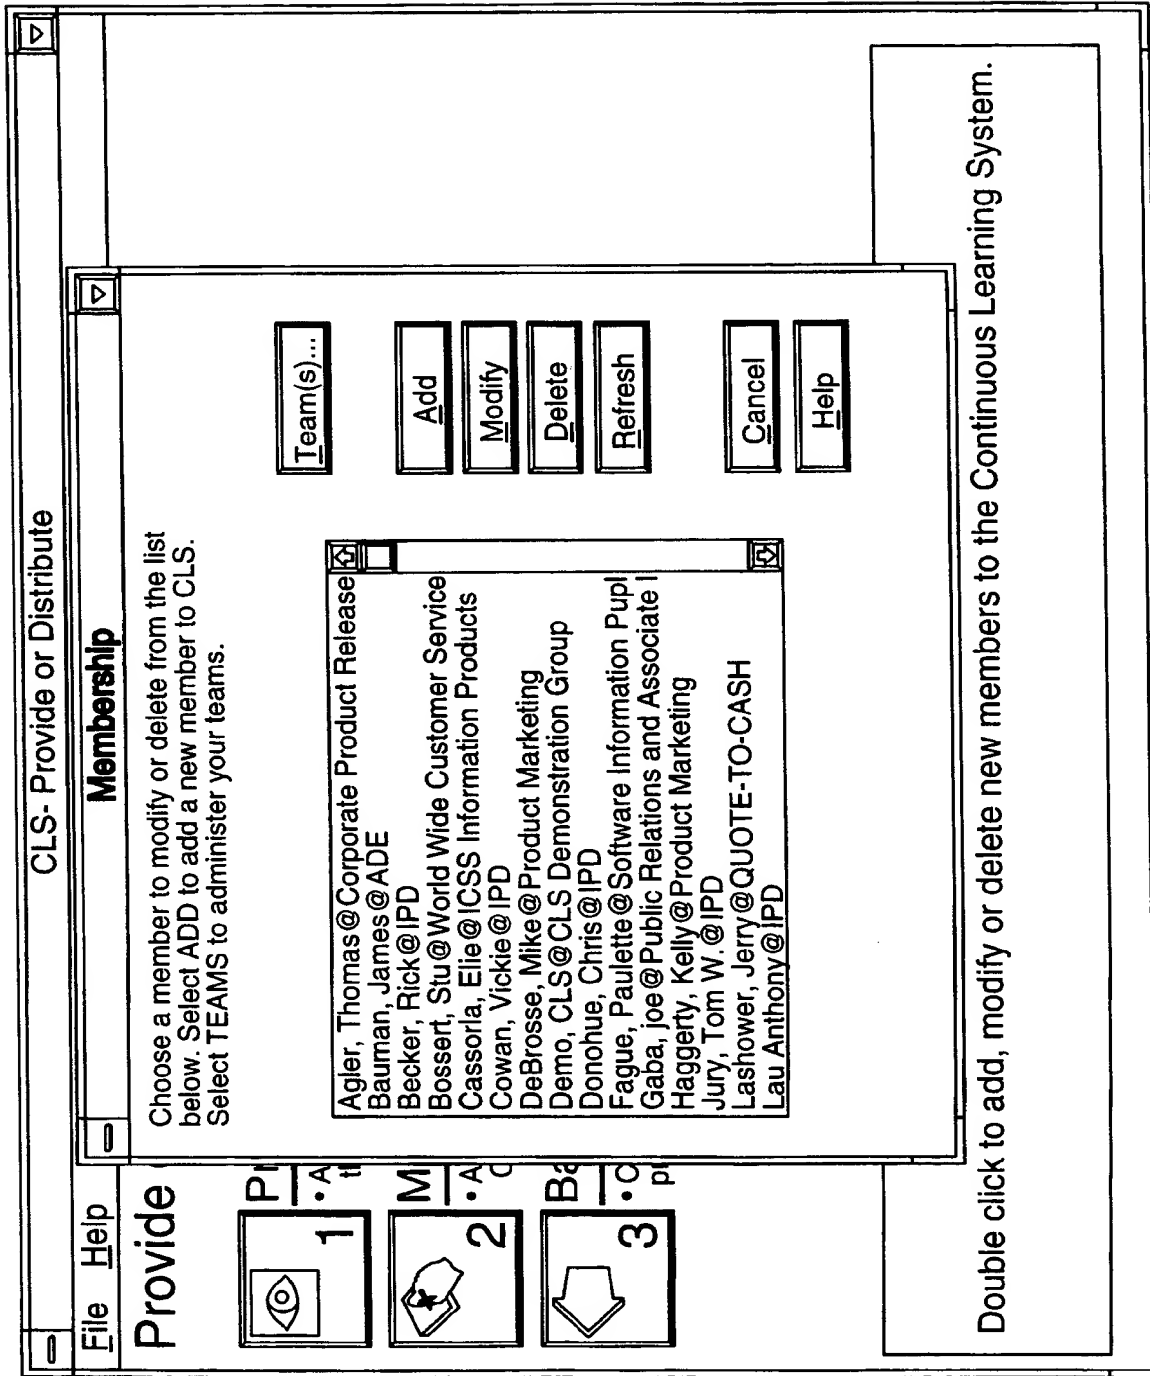 CLS- Provide or Distribute
File Help
Membership
Provide
Choose a member to modify or delete from the list
below. Select ADD to add a new member to CLS.
Select TEAMS to administer your teams.
Team(s)...
1
2
3
Agler, Thomas@Corporate Product Release
Bauman, James@ADE
Becker, Rick@IPD
Bossert, Stu@World Wide Customer Service
Cassorla, Elie@ICSS Information Products
Cowan, Vickie@IPD
DeBrosse, Mike@Product Marketing
Demo, CLS@CLS Demonstration Group
Donohue, Chris@IPD
Fague, Paulette@Software Information Pupl
Gaba, joe@Public Relations and Associate I
Haggerty, Kelly@Product Marketing
Jury, Tom W.@IPD
Lashower, Jerry@QUOTE-TO-CASH
Lau Anthony@IPD
Add
Modify
Delete
Refresh
Cancel
Help
Double click to add, modify or delete new members to the Continuous Learning System.